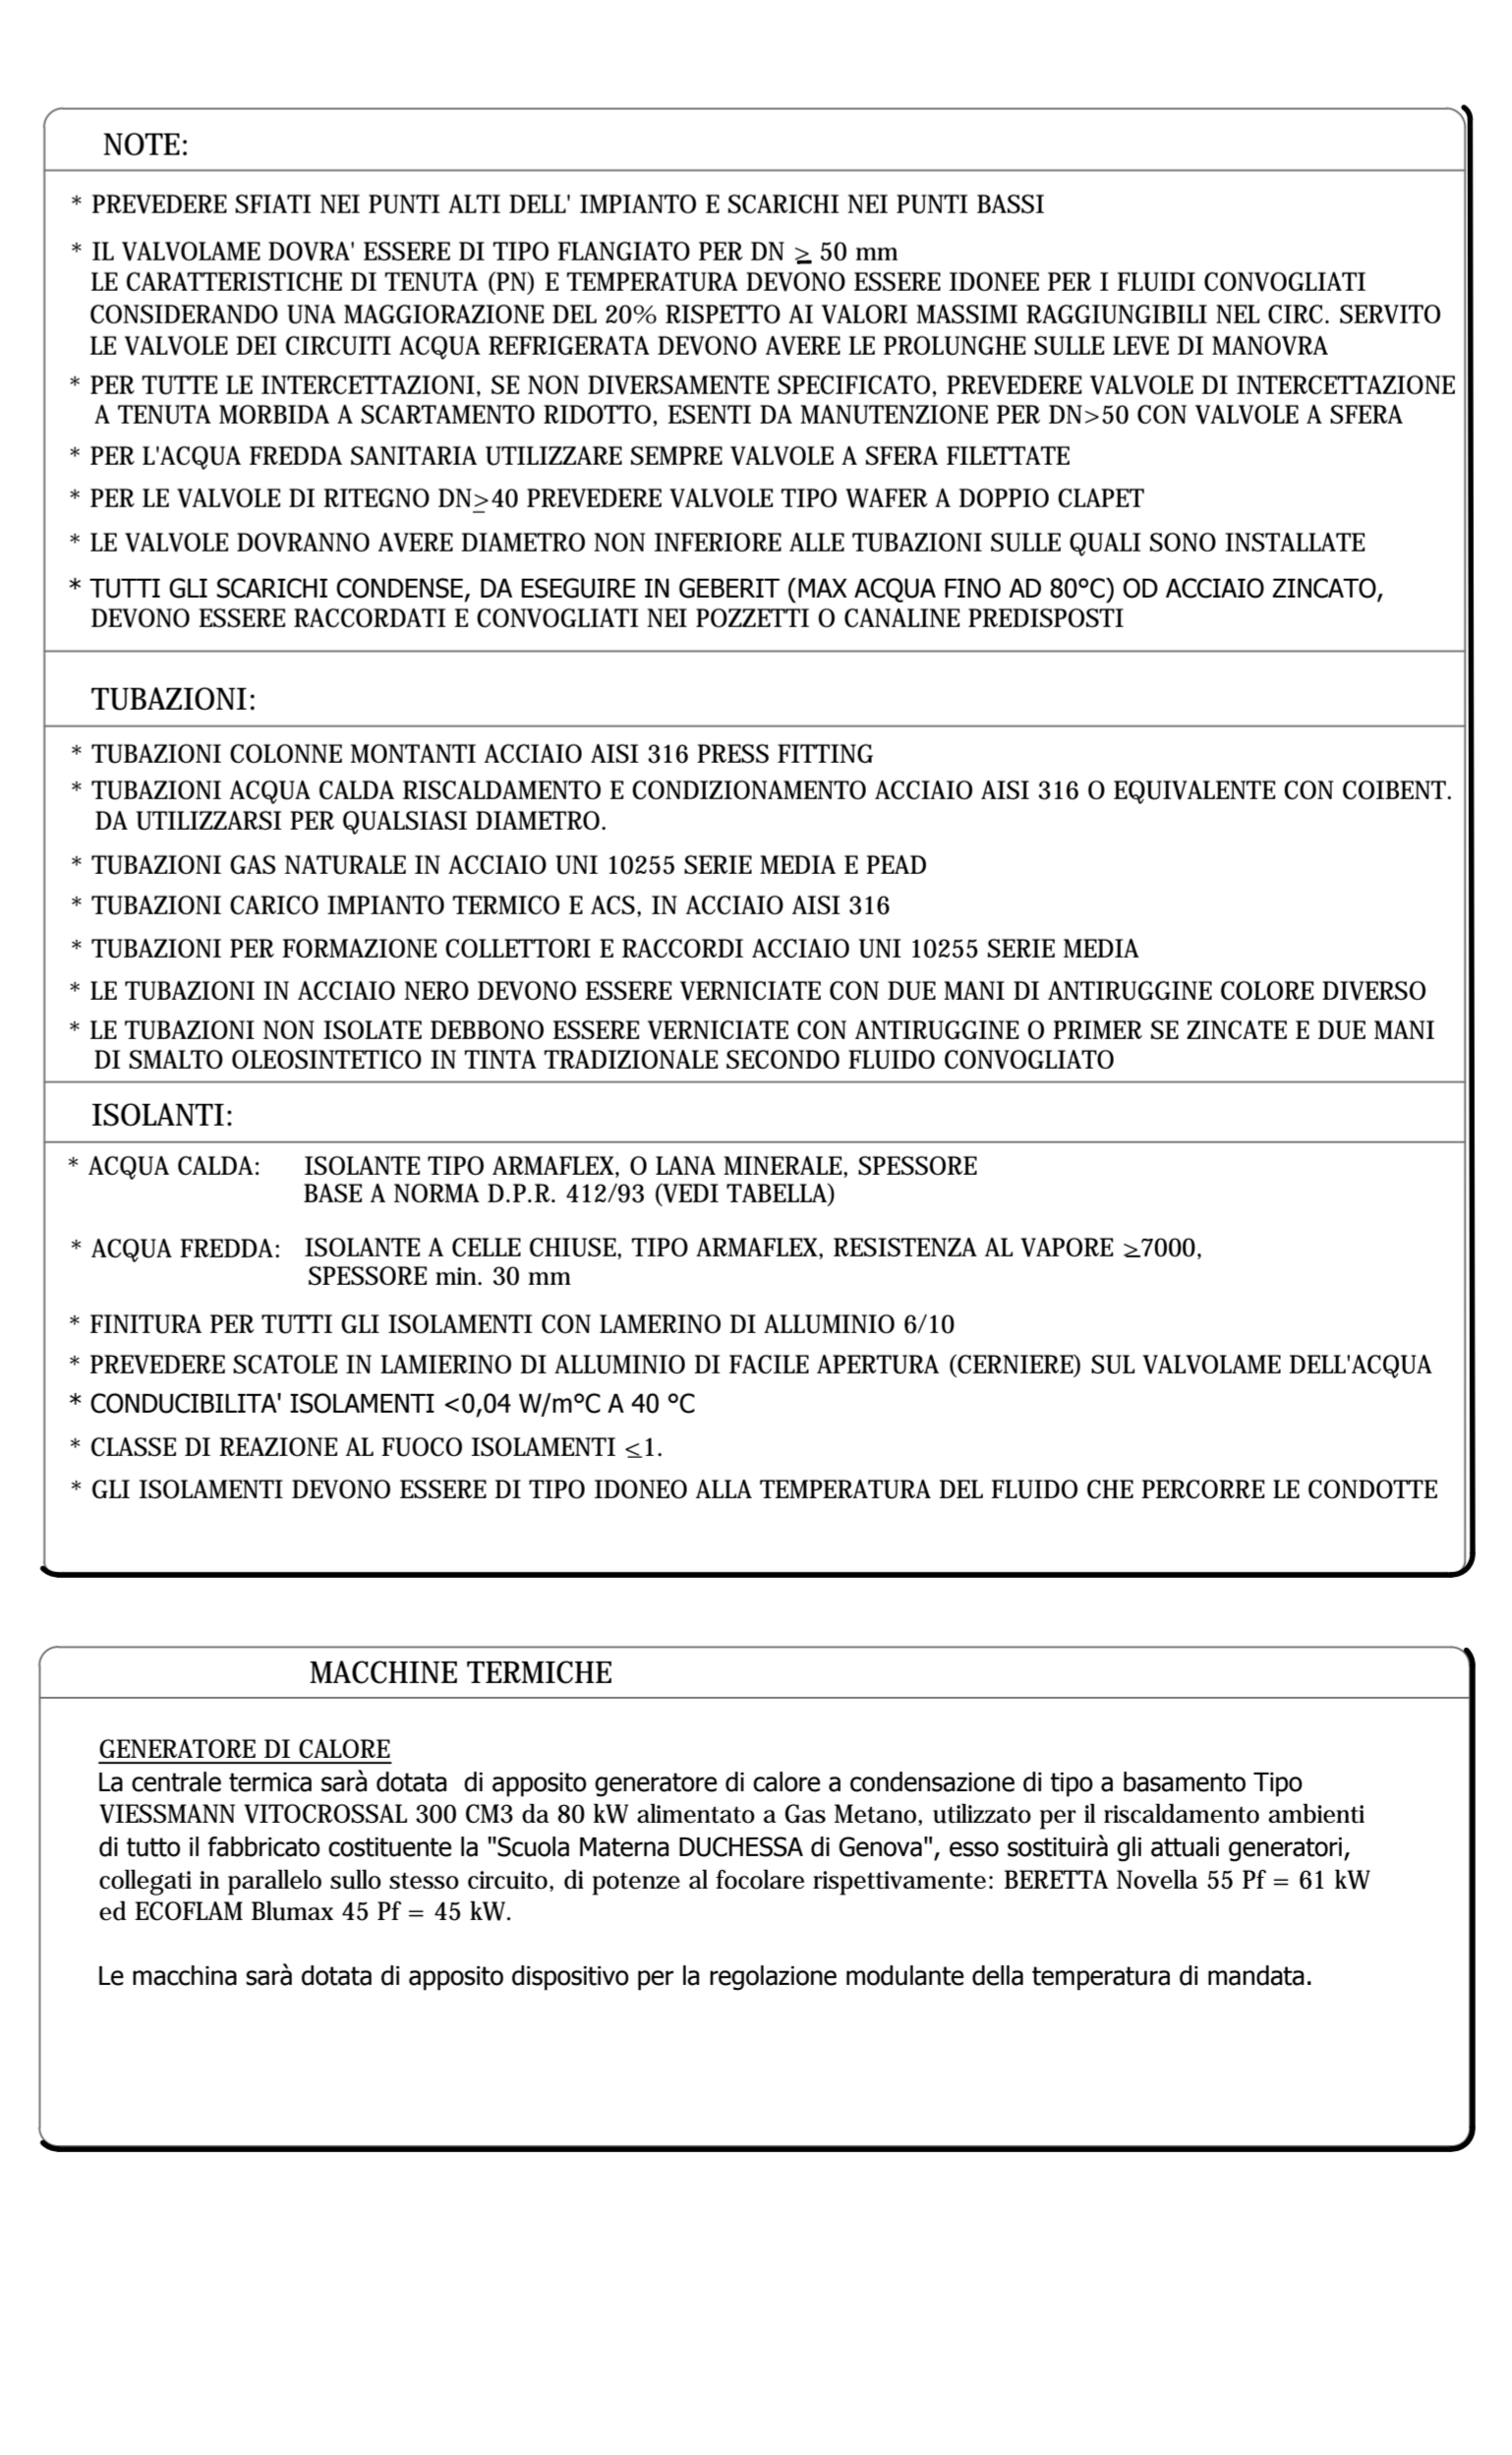 NOTE:
* PREVEDERE SFIATI NEI PUNTI ALTI DELL' IMPIANTO E SCARICHI NEI PUNTI BASSI
* IL VALVOLAME DOVRA' ESSERE DI TIPO FLANGIATO PER DN ≥ 50 mm
LE CARATTERISTICHE DI TENUTA (PN) E TEMPERATURA DEVONO ESSERE IDONEE PER I FLUIDI CONVOGLIATI
CONSIDERANDO UNA MAGGIORAZIONE DEL 20% RISPETTO AI VALORI MASSIMI RAGGIUNGIBILI NEL CIRC. SERVITO
LE VALVOLE DEI CIRCUITI ACQUA REFRIGERATA DEVONO AVERE LE PROLUNGHE SULLE LEVE DI MANOVRA
* PER TUTTE LE INTERCETTAZIONI, SE NON DIVERSAMENTE SPECIFICATO, PREVEDERE VALVOLE DI INTERCETTAZIONE
A TENUTA MORBIDA A SCARTAMENTO RIDOTTO, ESENTI DA MANUTENZIONE PER DN>50 CON VALVOLE A SFERA
* PER L'ACQUA FREDDA SANITARIA UTILIZZARE SEMPRE VALVOLE A SFERA FILETTATE
* PER LE VALVOLE DI RITEGNO DN≥40 PREVEDERE VALVOLE TIPO WAFER A DOPPIO CLAPET
* LE VALVOLE DOVRANNO AVERE DIAMETRO NON INFERIORE ALLE TUBAZIONI SULLE QUALI SONO INSTALLATE
* TUTTI GLI SCARICHI CONDENSE, DA ESEGUIRE IN GEBERIT (MAX ACQUA FINO AD 80°C) OD ACCIAIO ZINCATO,
DEVONO ESSERE RACCORDATI E CONVOGLIATI NEI POZZETTI O CANALINE PREDISPOSTI
TUBAZIONI:
* TUBAZIONI COLONNE MONTANTI ACCIAIO AISI 316 PRESS FITTING
* TUBAZIONI ACQUA CALDA RISCALDAMENTO E CONDIZIONAMENTO ACCIAIO AISI 316 O EQUIVALENTE CON COIBENT.
DA UTILIZZARSI PER QUALSIASI DIAMETRO.
* TUBAZIONI GAS NATURALE IN ACCIAIO UNI 10255 SERIE MEDIA E PEAD
* TUBAZIONI CARICO IMPIANTO TERMICO E ACS, IN ACCIAIO AISI 316
* TUBAZIONI PER FORMAZIONE COLLETTORI E RACCORDI ACCIAIO UNI 10255 SERIE MEDIA
* LE TUBAZIONI IN ACCIAIO NERO DEVONO ESSERE VERNICIATE CON DUE MANI DI ANTIRUGGINE COLORE DIVERSO
* LE TUBAZIONI NON ISOLATE DEBBONO ESSERE VERNICIATE CON ANTIRUGGINE O PRIMER SE ZINCATE E DUE MANI
DI SMALTO OLEOSINTETICO IN TINTA TRADIZIONALE SECONDO FLUIDO CONVOGLIATO
ISOLANTI:
* ACQUA CALDA: ISOLANTE TIPO ARMAFLEX, O LANA MINERALE, SPESSORE
BASE A NORMA D.P.R. 412/93 (VEDI TABELLA)
* ACQUA FREDDA: ISOLANTE A CELLE CHIUSE, TIPO ARMAFLEX, RESISTENZA AL VAPORE ≥7000,
SPESSORE min. 30 mm
* FINITURA PER TUTTI GLI ISOLAMENTI CON LAMERINO DI ALLUMINIO 6/10
* PREVEDERE SCATOLE IN LAMIERINO DI ALLUMINIO DI FACILE APERTURA (CERNIERE) SUL VALVOLAME DELL'ACQUA
* CONDUCIBILITA' ISOLAMENTI <0,04 W/m°C A 40 °C
* CLASSE DI REAZIONE AL FUOCO ISOLAMENTI ≤1.
* GLI ISOLAMENTI DEVONO ESSERE DI TIPO IDONEO ALLA TEMPERATURA DEL FLUIDO CHE PERCORRE LE CONDOTTE
MACCHINE TERMICHE
GENERATORE DI CALORE
La centrale termica sarà dotata di apposito generatore di calore a condensazione di tipo a basamento Tipo
VIESSMANN VITOCROSSAL 300 CM3 da 80 kW alimentato a Gas Metano, utilizzato per il riscaldamento ambienti
di tutto il fabbricato costituente la "Scuola Materna DUCHESSA di Genova", esso sostituirà gli attuali generatori,
collegati in parallelo sullo stesso circuito, di potenze al focolare rispettivamente: BERETTA Novella 55 Pf = 61 kW
ed ECOFLAM Blumax 45 Pf = 45 kW.
Le macchina sarà dotata di apposito dispositivo per la regolazione modulante della temperatura di mandata.